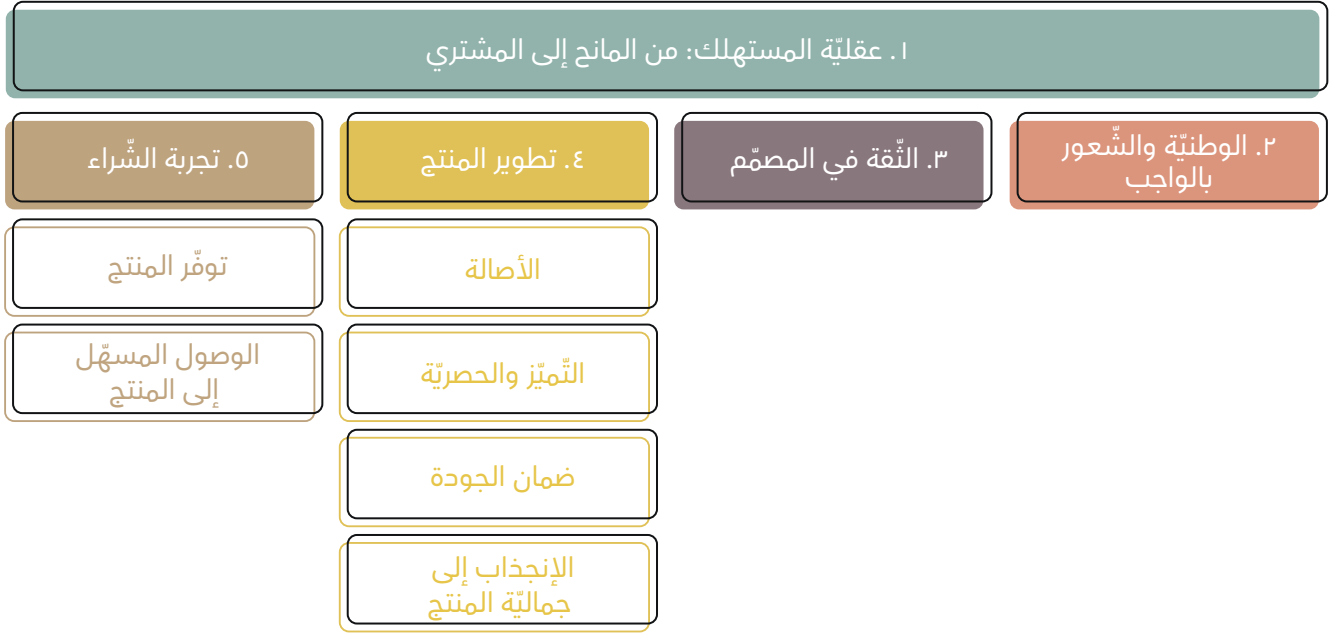 ١. عقليّة المستهلك: من المانح إلى المشتري
٢. الوطنيّة والشّعور
بالواجب
٣. الثّقة في المصمّم
٤. تطوير المنتج
الأصالة
التّميّز والحصريّة
ضمان الجودة
الإنجذاب إلى
جماليّة المنتج
٥. تجربة الشّراء
توفّر المنتج
الوصول المسهّل
إلى المنتج